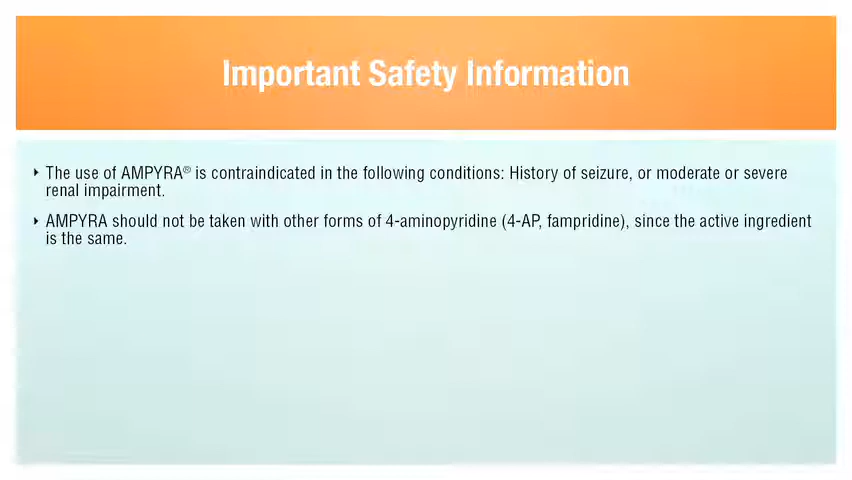 Important Safety Information
‣ The use of AMPYRA® is contraindicated in the following conditions: History of seizure, or moderate or severe
renal impairment.
‣ AMPYRA should not be taken with other forms of 4-aminopyridine (4-AP, fampridine), since the active ingredient
is the same.